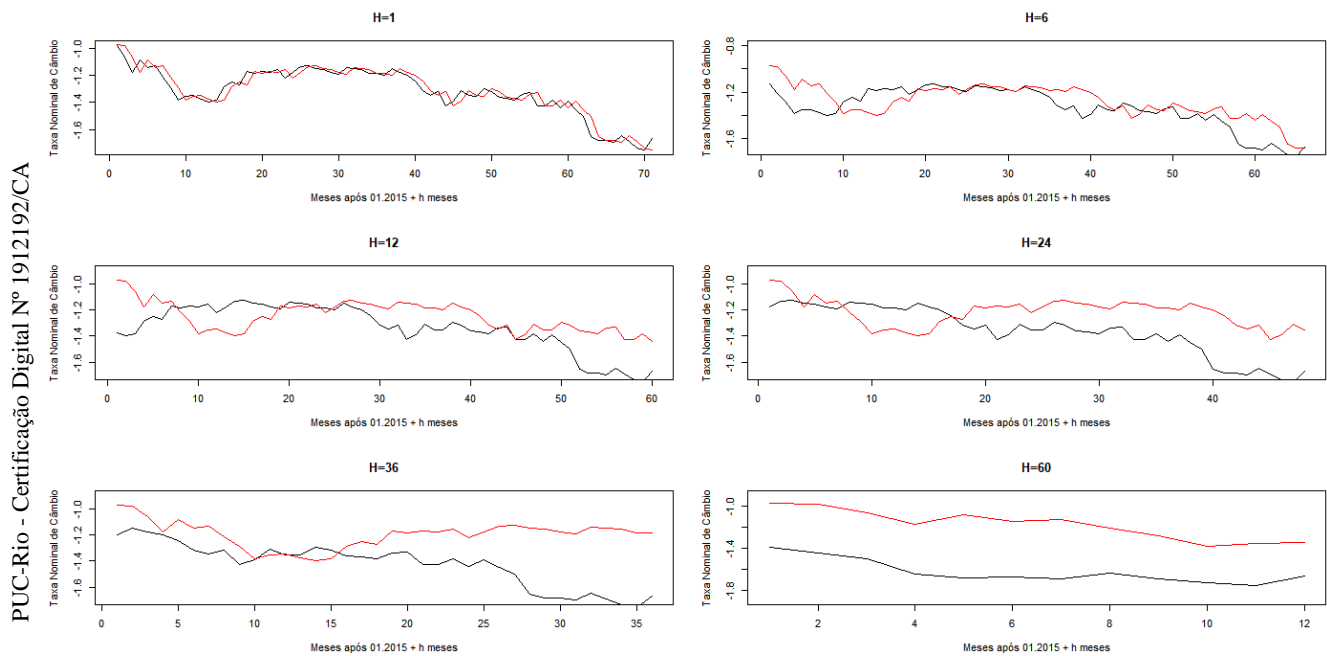 PUC-Rio - Certificação Digital Nº 1912192/CA
H=1
Taxa Nominal de Câmbio
-1.0
-1.2
-1.4
-1.6
0 10 20 30 40 50 60 70
Meses após 01.2015 + h meses
H=6
Taxa Nominal de Câmbio
-0.8
-1.2
-1.6
0 10 20 30 40 50 60
Meses após 01.2015 + h meses
H=12
Taxa Nominal de Câmbio
-1.0
-1.2
-1.4
-1.6
0 10 20 30 40 50 60
Meses após 01.2015 + h meses
H=24
Taxa Nominal de Câmbio
-1.0
-1.2
-1.4
-1.6
0 10 20 30 40
Meses após 01.2015 + h meses
H=36
Taxa Nominal de Câmbio
-1.0
-1.2
-1.4
-1.6
0 5 10 15 20 25 30 35
Meses após 01.2015 + h meses
H=60
Taxa Nominal de Câmbio
-1.0
-1.4
-1.8
2 4 6 8 10 12
Meses após 01.2015 + h meses